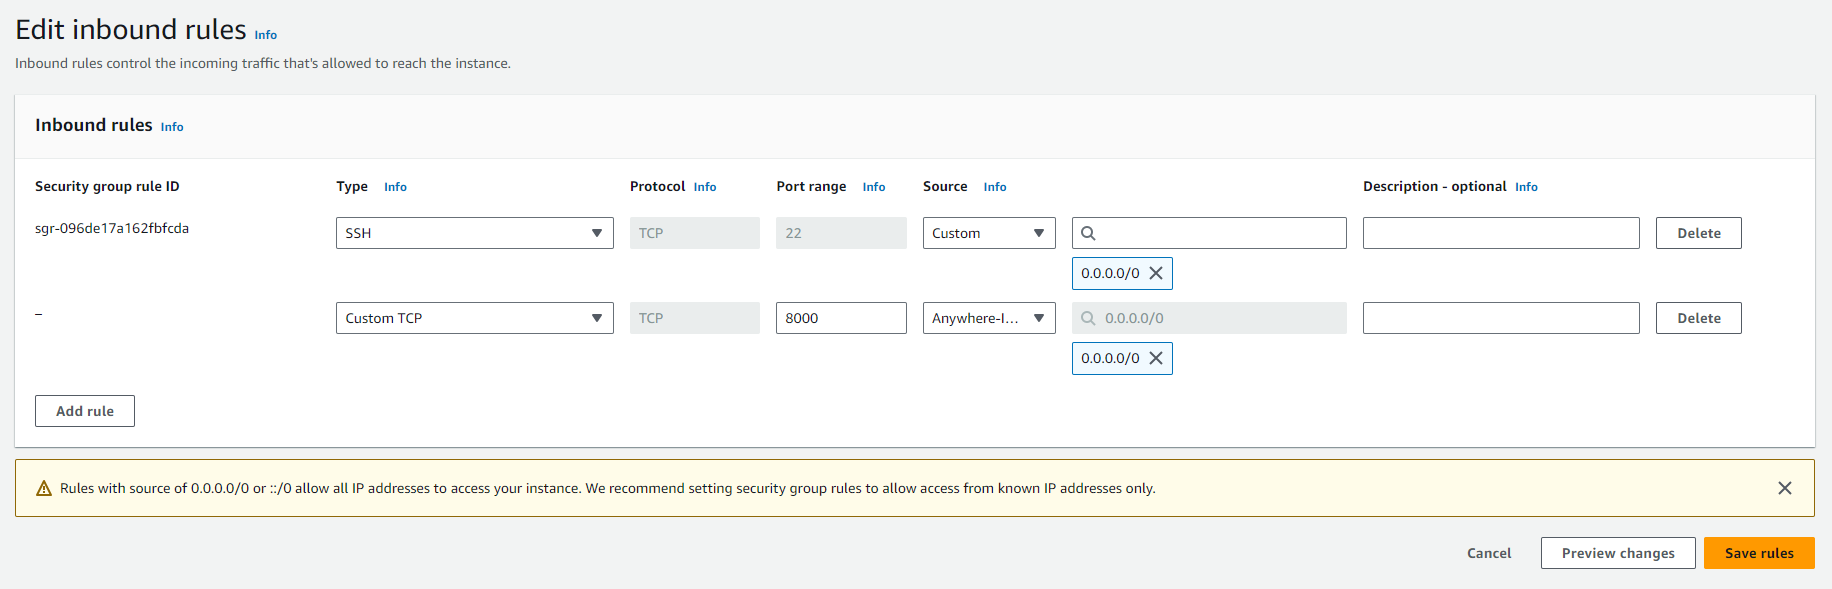 Edit inbound rules Info
Inbound rules control the incoming traffic that's allowed to reach the instance.
Inbound rules Info
Security group rule ID Type Info Protocol Info Port range Info Source Info Description - optional Info
sgr-096de17a162fbfcda SSH TCP 22 Custom Delete
0.0.0.0/0
– Custom TCP TCP 8000 Anywhere-I... 0.0.0.0/0 Delete
0.0.0.0/0
Add rule
Rules with source of 0.0.0.0/0 or ::/0 allow all IP addresses to access your instance. We recommend setting security group rules to allow access from known IP addresses only.
Cancel Preview changes Save rules